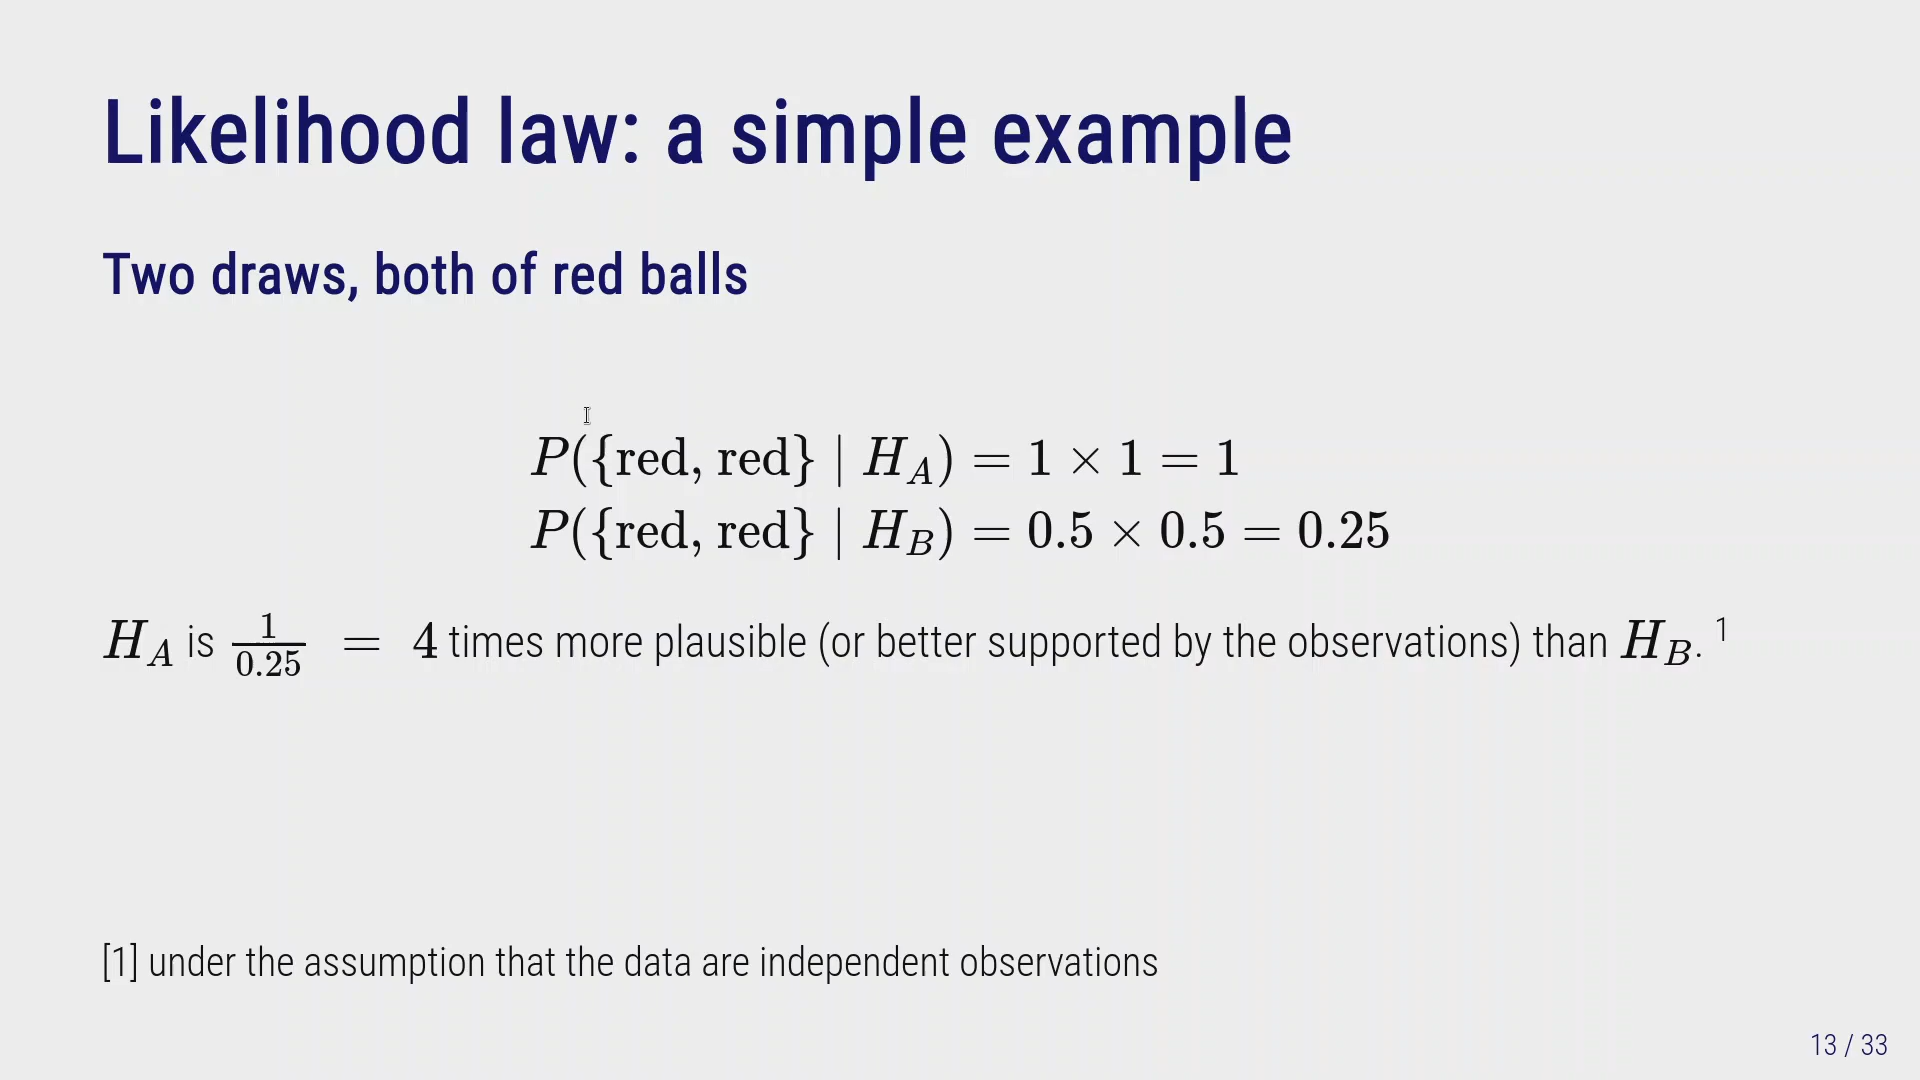 Likelihood law: a simple example
Two draws, both of red balls
P({red, red} | H_A) = 1 × 1 = 1
P({red, red} | H_B) = 0.5 × 0.5 = 0.25
H_A is 1/0.25 = 4 times more plausible (or better supported by the observations) than H_B. ¹
[1] under the assumption that the data are independent observations
13 / 33